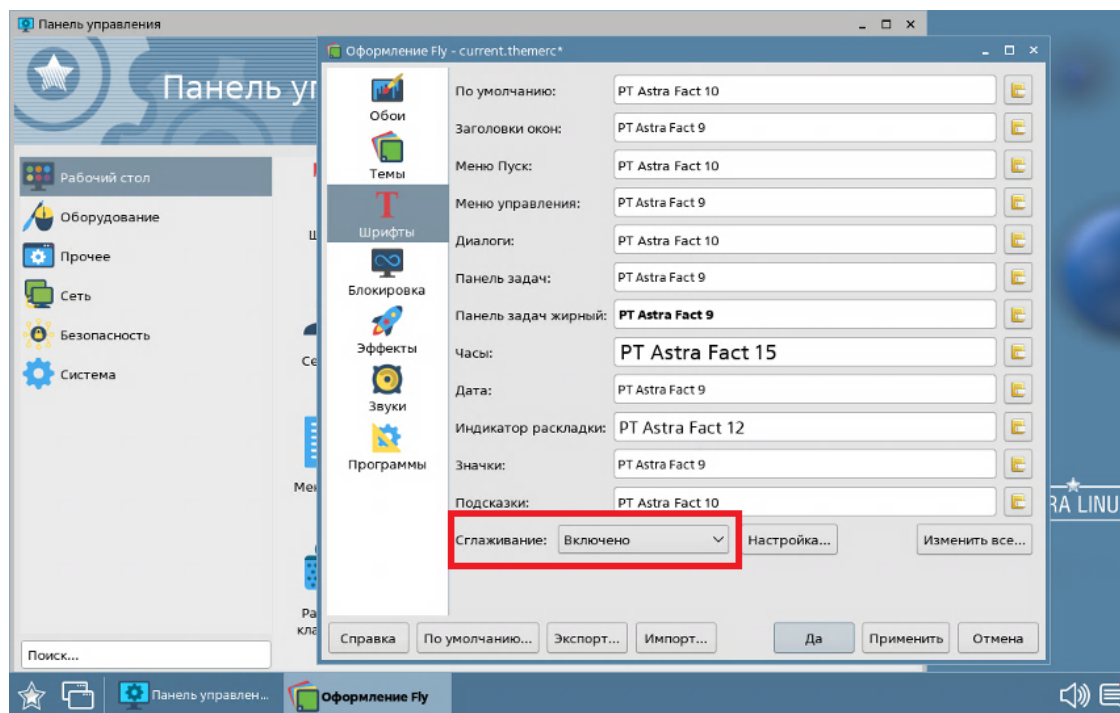 Панель управления
Оформление Fly - current.themerc*
Панель уп
Рабочий стол
Оборудование
Прочее
Сеть
Безопасность
Система
Поиск...
Се
Мен
Ра
кла
Обои
Темы
Шрифты
Блокировка
Эффекты
Звуки
Программы
По умолчанию: PT Astra Fact 10
Заголовки окон: PT Astra Fact 9
Меню Пуск: PT Astra Fact 10
Меню управления: PT Astra Fact 9
Диалоги: PT Astra Fact 10
Панель задач: PT Astra Fact 9
Панель задач жирный: PT Astra Fact 9
Часы: PT Astra Fact 15
Дата: PT Astra Fact 9
Индикатор раскладки: PT Astra Fact 12
Значки: PT Astra Fact 9
Подсказки: PT Astra Fact 10
Сглаживание: Включено Настройка... Изменить все...
Справка По умолчанию... Экспорт... Импорт... Да Применить Отмена
RA LINU
Панель управлен... Оформление Fly